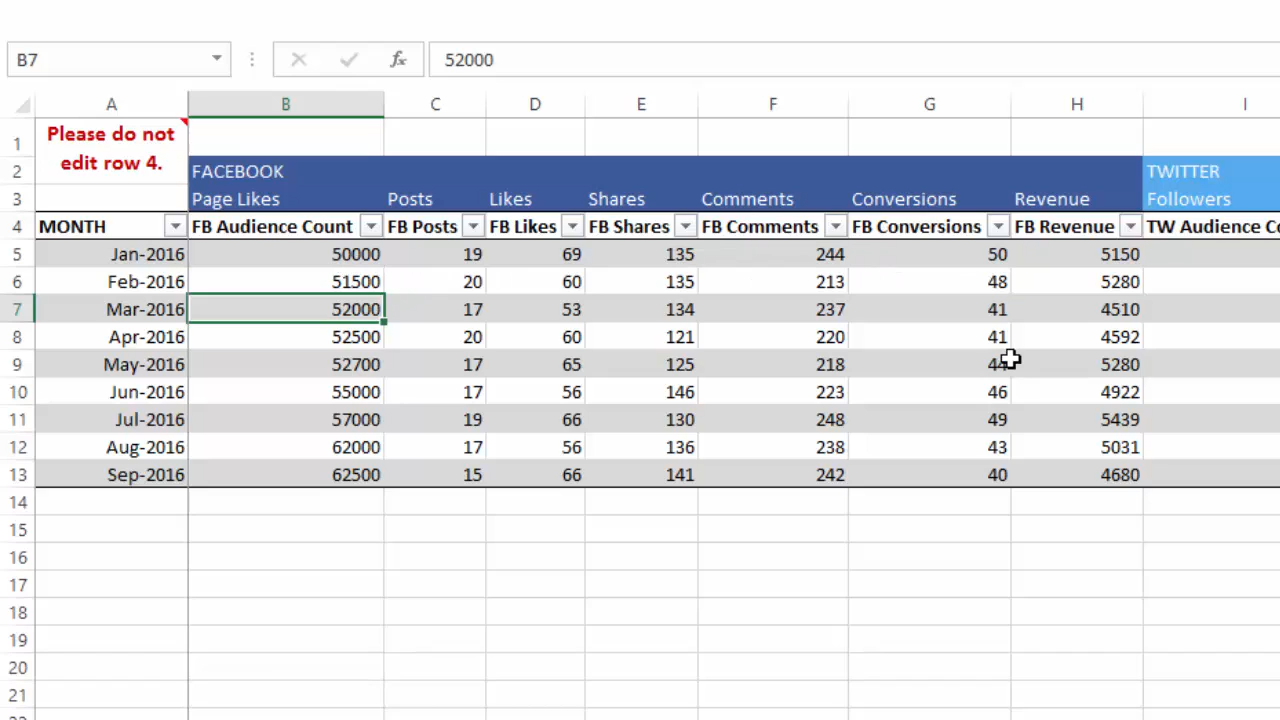 B7 fx 52000
A B C D E F G H I
1 Please do not
edit row 4.
2 FACEBOOK TWITTER
3 Page Likes Posts Likes Shares Comments Conversions Revenue Followers
4 MONTH FB Audience Count FB Posts FB Likes FB Shares FB Comments FB Conversions FB Revenue TW Audience Co
5 Jan-2016 50000 19 69 135 244 50 5150
6 Feb-2016 51500 20 60 135 213 48 5280
7 Mar-2016 52000 17 53 134 237 41 4510
8 Apr-2016 52500 20 60 121 220 41 4592
9 May-2016 52700 17 65 125 218 44 5280
10 Jun-2016 55000 17 56 146 223 46 4922
11 Jul-2016 57000 19 66 130 248 49 5439
12 Aug-2016 62000 17 56 136 238 43 5031
13 Sep-2016 62500 15 66 141 242 40 4680
14
15
16
17
18
19
20
21